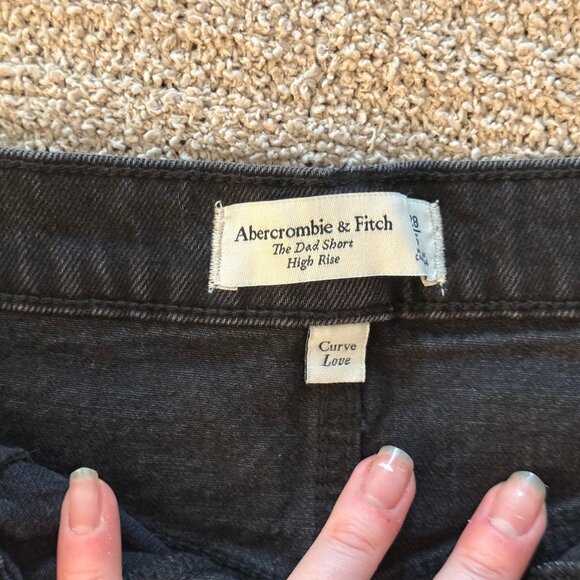 Abercrombie & Fitch
The Dad Short
High Rise
Curve
Love